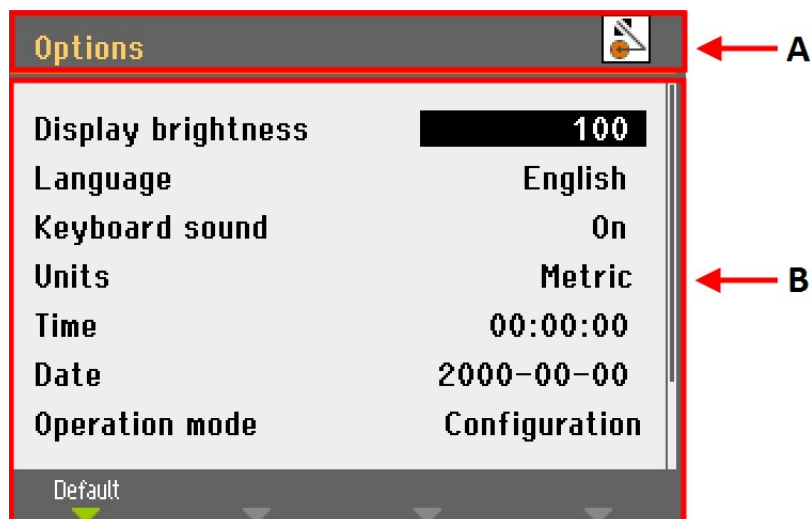 Options
A
Display brightness 100
Language English
Keyboard sound On
Units Metric
B
Time 00:00:00
Date 2000-00-00
Operation mode Configuration
Default